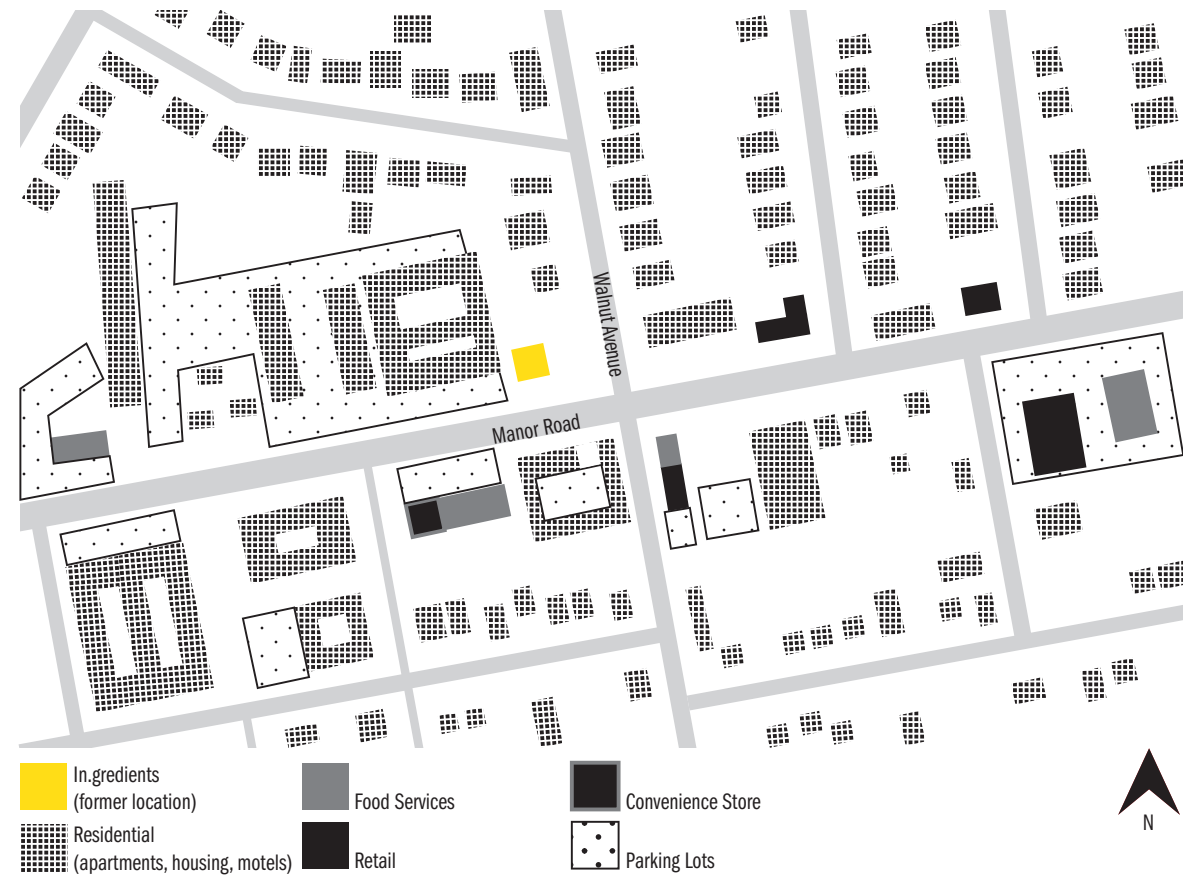 Walnut Avenue
Manor Road
In.gredients
(former location)
Food Services
Convenience Store
Residential
(apartments, housing, motels)
Retail
Parking Lots
N